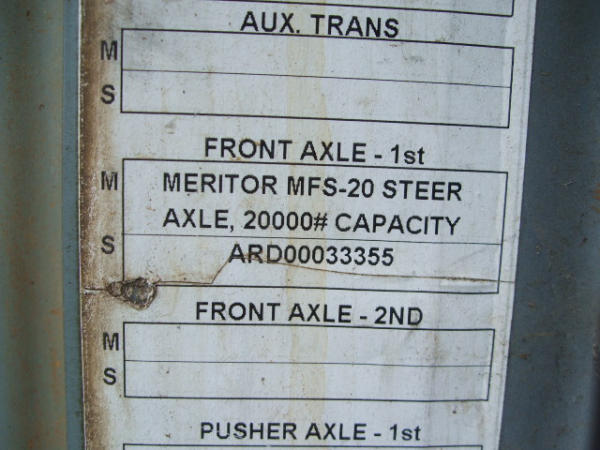 AUX. TRANS
M
S
FRONT AXLE - 1st
M MERITOR MFS-20 STEER
AXLE, 20000# CAPACITY
S ARD00033355
FRONT AXLE - 2ND
M
S
PUSHER AXLE - 1st